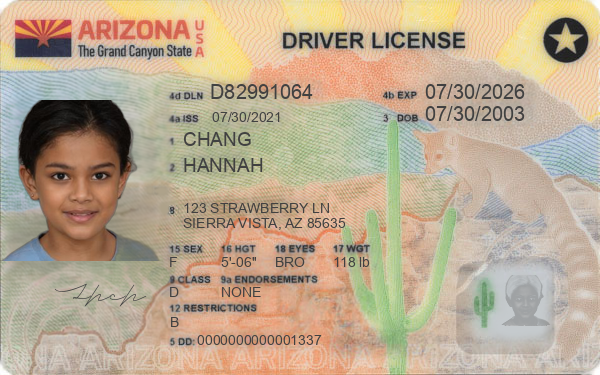 ARIZONA USA
The Grand Canyon State
DRIVER LICENSE
4d DLN D82991064 4b EXP 07/30/2026
4a ISS 07/30/2021 3 DOB 07/30/2003
1 CHANG
2 HANNAH
8 123 STRAWBERRY LN
SIERRA VISTA, AZ 85635
15 SEX 16 HGT 18 EYES 17 WGT
F 5'-06" BRO 118 lb
9 CLASS 9a ENDORSEMENTS
D NONE
12 RESTRICTIONS
B
5 DD: 0000000000001337
ARIZONA ARIZONA ARIZONA ARIZONA